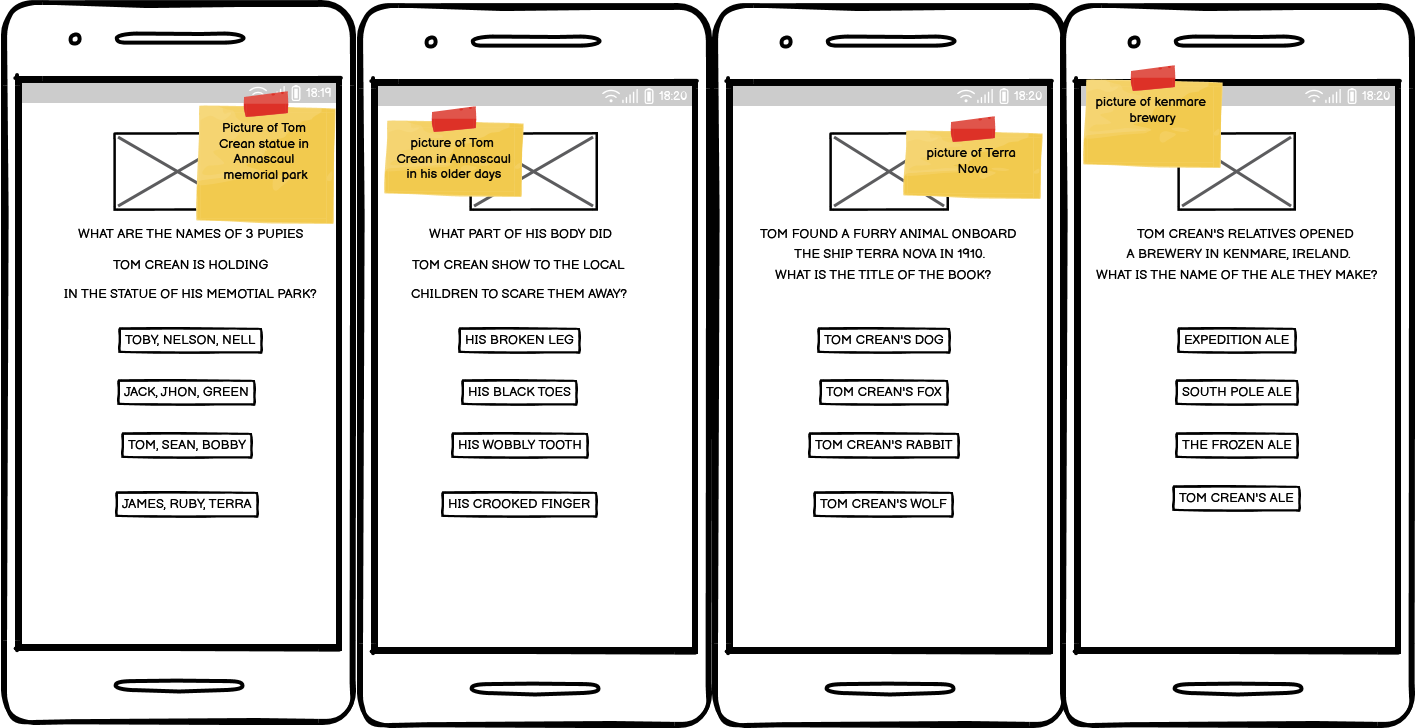 18:19
Picture of Tom
Crean statue in
Annascaul
memorial park
WHAT ARE THE NAMES OF 3 PUPIES
TOM CREAN IS HOLDING
IN THE STATUE OF HIS MEMOTIAL PARK?
TOBY, NELSON, NELL
JACK, JHON, GREEN
TOM, SEAN, BOBBY
JAMES, RUBY, TERRA
18:20
picture of Tom
Crean in Annascaul
in his older days
WHAT PART OF HIS BODY DID
TOM CREAN SHOW TO THE LOCAL
CHILDREN TO SCARE THEM AWAY?
HIS BROKEN LEG
HIS BLACK TOES
HIS WOBBLY TOOTH
HIS CROOKED FINGER
18:20
picture of Terra
Nova
TOM FOUND A FURRY ANIMAL ONBOARD
THE SHIP TERRA NOVA IN 1910.
WHAT IS THE TITLE OF THE BOOK?
TOM CREAN'S DOG
TOM CREAN'S FOX
TOM CREAN'S RABBIT
TOM CREAN'S WOLF
18:20
picture of kenmare
brewary
TOM CREAN'S RELATIVES OPENED
A BREWERY IN KENMARE, IRELAND.
WHAT IS THE NAME OF THE ALE THEY MAKE?
EXPEDITION ALE
SOUTH POLE ALE
THE FROZEN ALE
TOM CREAN'S ALE